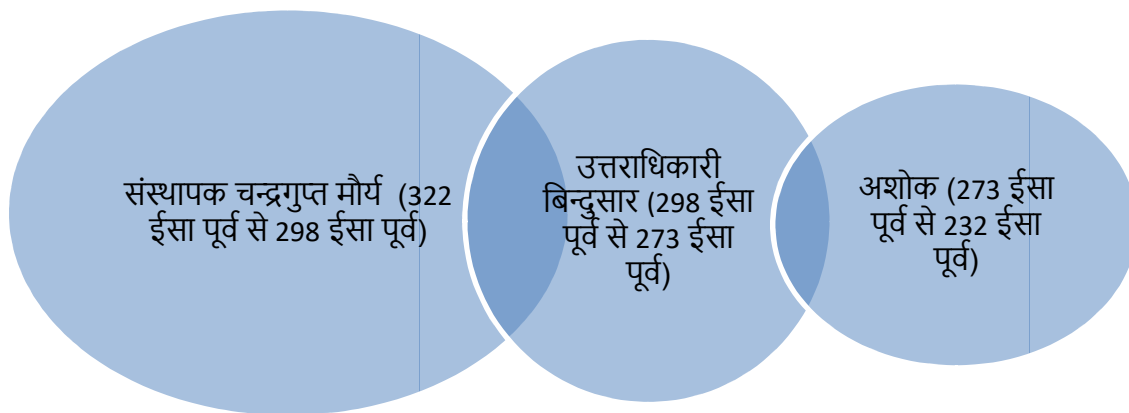 संस्थापक चन्द्रगुप्त मौर्य (322
ईसा पूर्व से 298 ईसा पूर्व)
उत्तराधिकारी
बिन्दुसार (298 ईसा
पूर्व से 273 ईसा
पूर्व)
अशोक (273 ईसा
पूर्व से 232 ईसा
पूर्व)